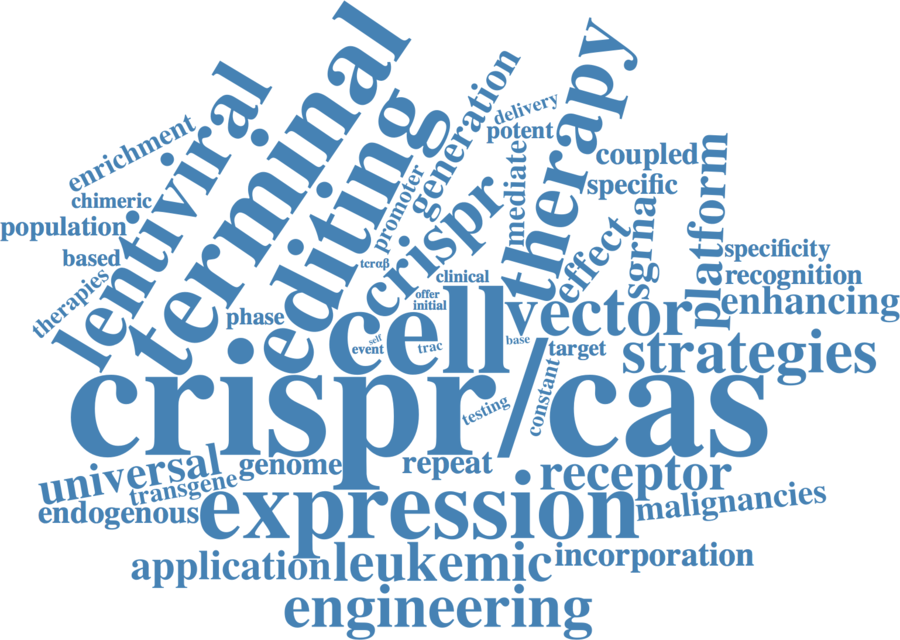 terminal
therapy
lentiviral
editing
generation
delivery
potent
enrichment
promoter
mediate
coupled
platform
chimeric
specific
population
crispr
effect
sgrna
specificity
based
tcrαβ
clinical
recognition
therapies
offer
initial
enhancing
phase
cell
vector
self
event
trac
base
target
strategies
crispr/cas
constant
testing
universal
genome
repeat
receptor
transgene
endogenous
expression
malignancies
application
leukemic
incorporation
engineering